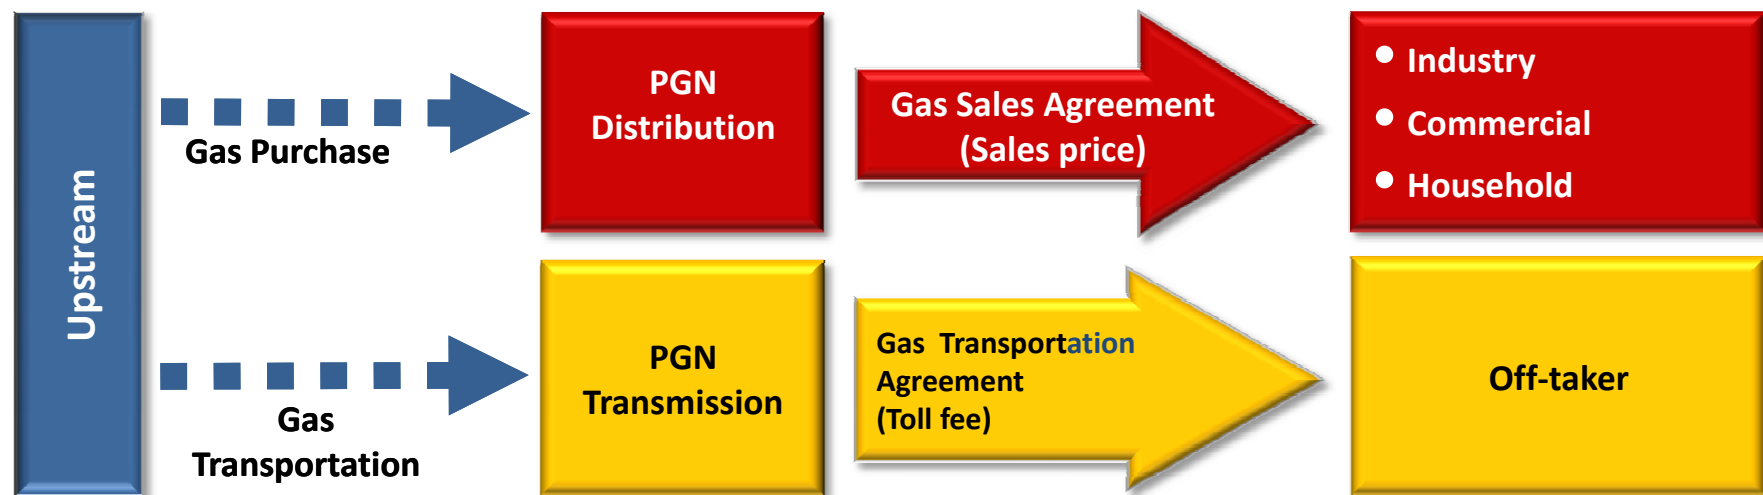 Upstream
Gas Purchase
PGN
Distribution
Gas Sales Agreement
(Sales price)
• Industry
• Commercial
• Household
Gas
Transportation
PGN
Transmission
Gas Transportation
Agreement
(Toll fee)
Off-taker